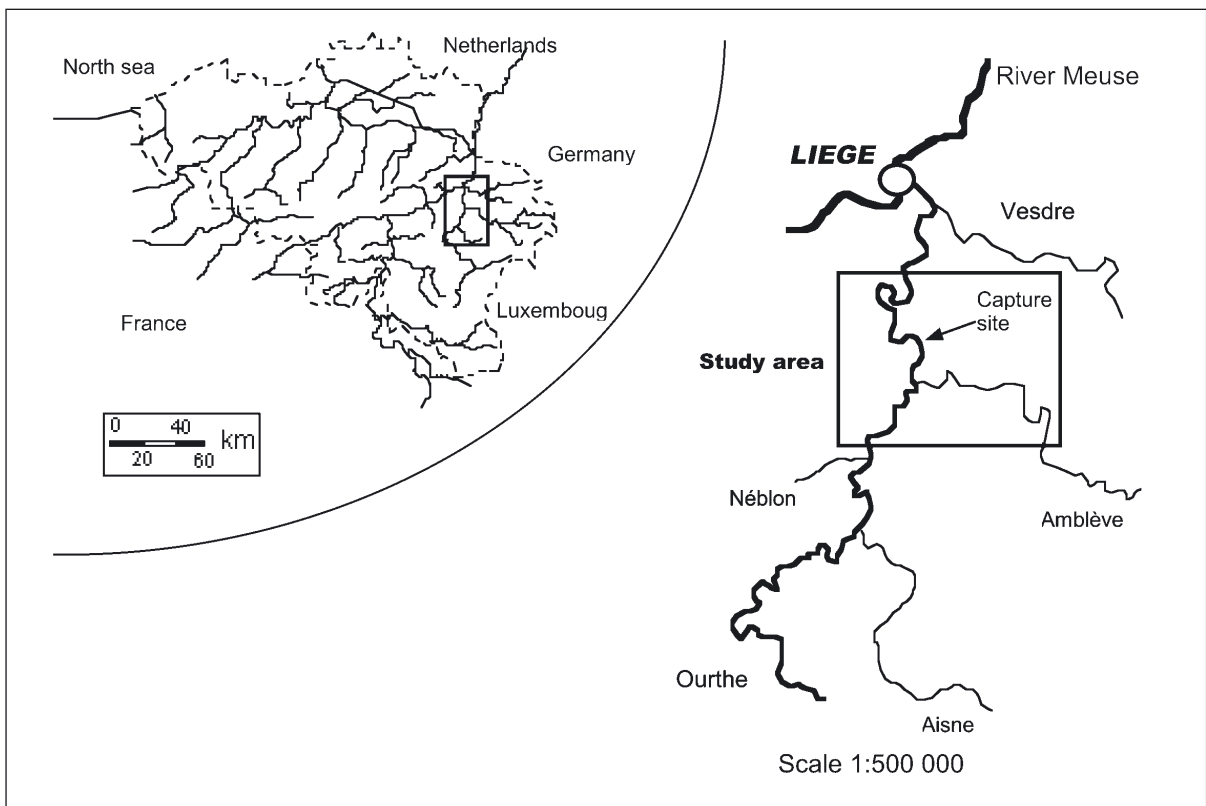 North sea
Netherlands
Germany
France
Luxemboug
0 40 km
20 60
River Meuse
LIEGE
Vesdre
Capture
site
Study area
Néblon
Amblève
Ourthe
Aisne
Scale 1:500 000